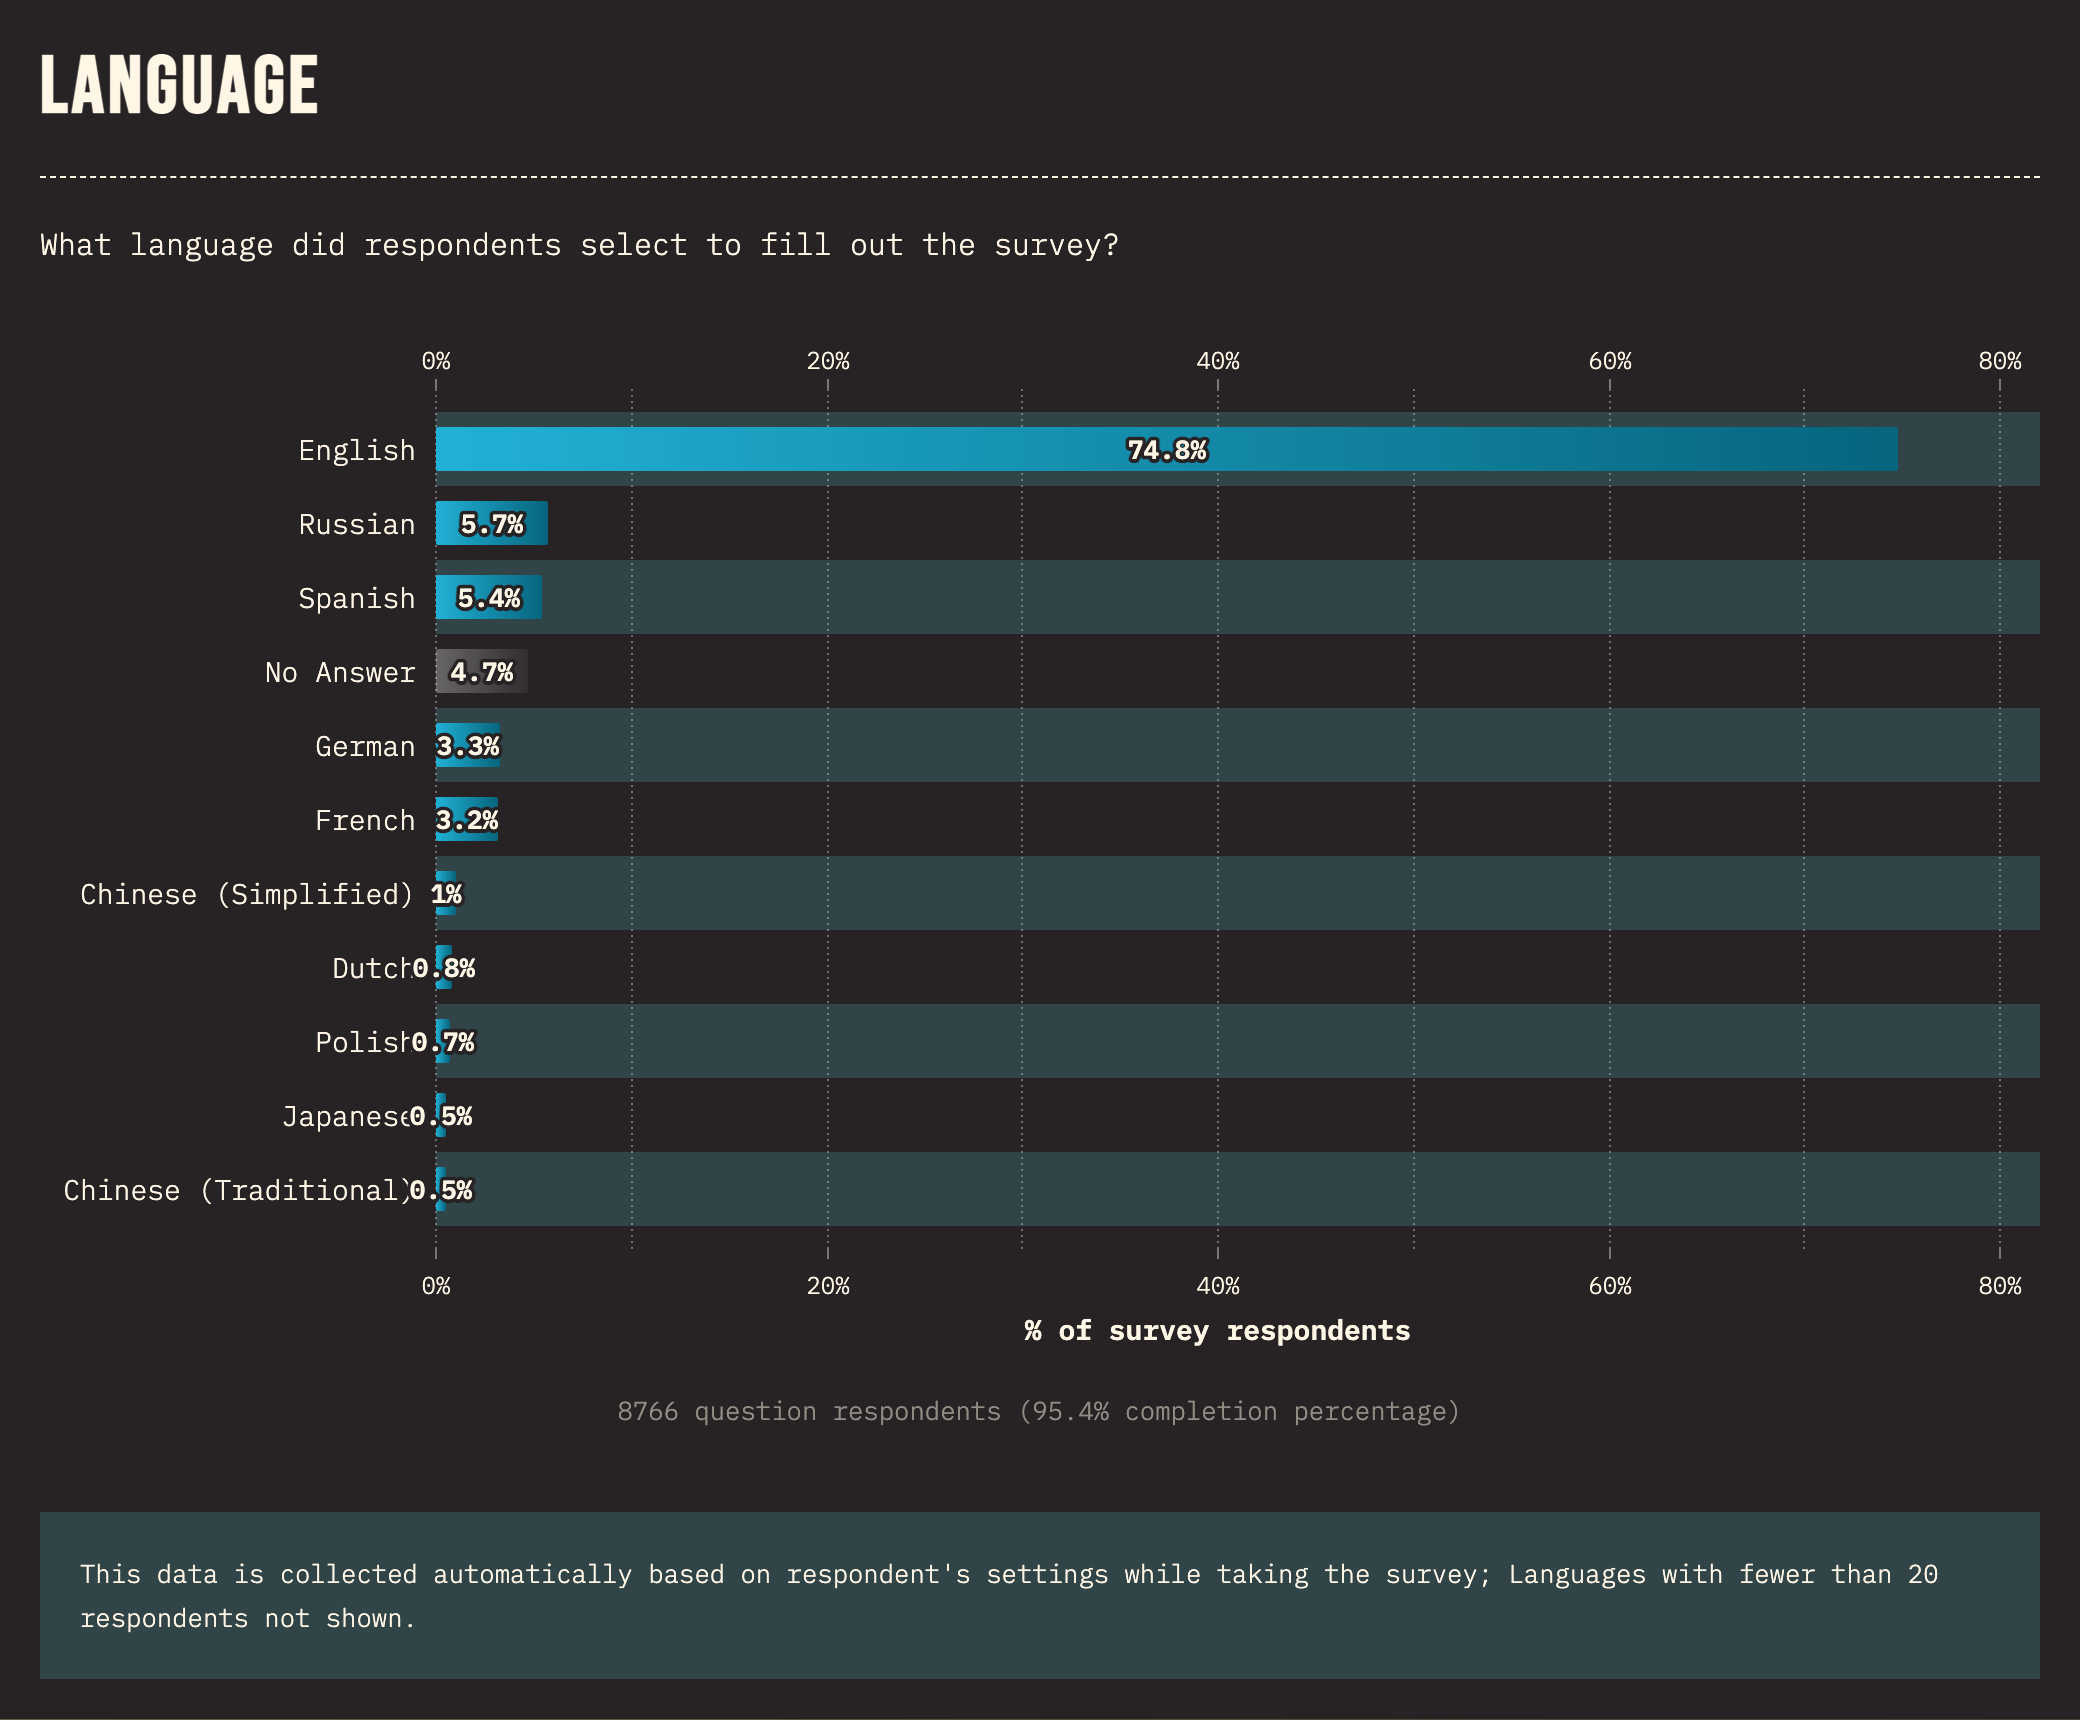 LANGUAGE
What language did respondents select to fill out the survey?
0% 20% 40% 60% 80%
English 74.8%
Russian 5.7%
Spanish 5.4%
No Answer 4.7%
German 3.3%
French 3.2%
Chinese (Simplified) 1%
Dutch 0.8%
Polish 0.7%
Japanese 0.5%
Chinese (Traditional) 0.5%
0% 20% 40% 60% 80%
% of survey respondents
8766 question respondents (95.4% completion percentage)
This data is collected automatically based on respondent's settings while taking the survey; Languages with fewer than 20
respondents not shown.